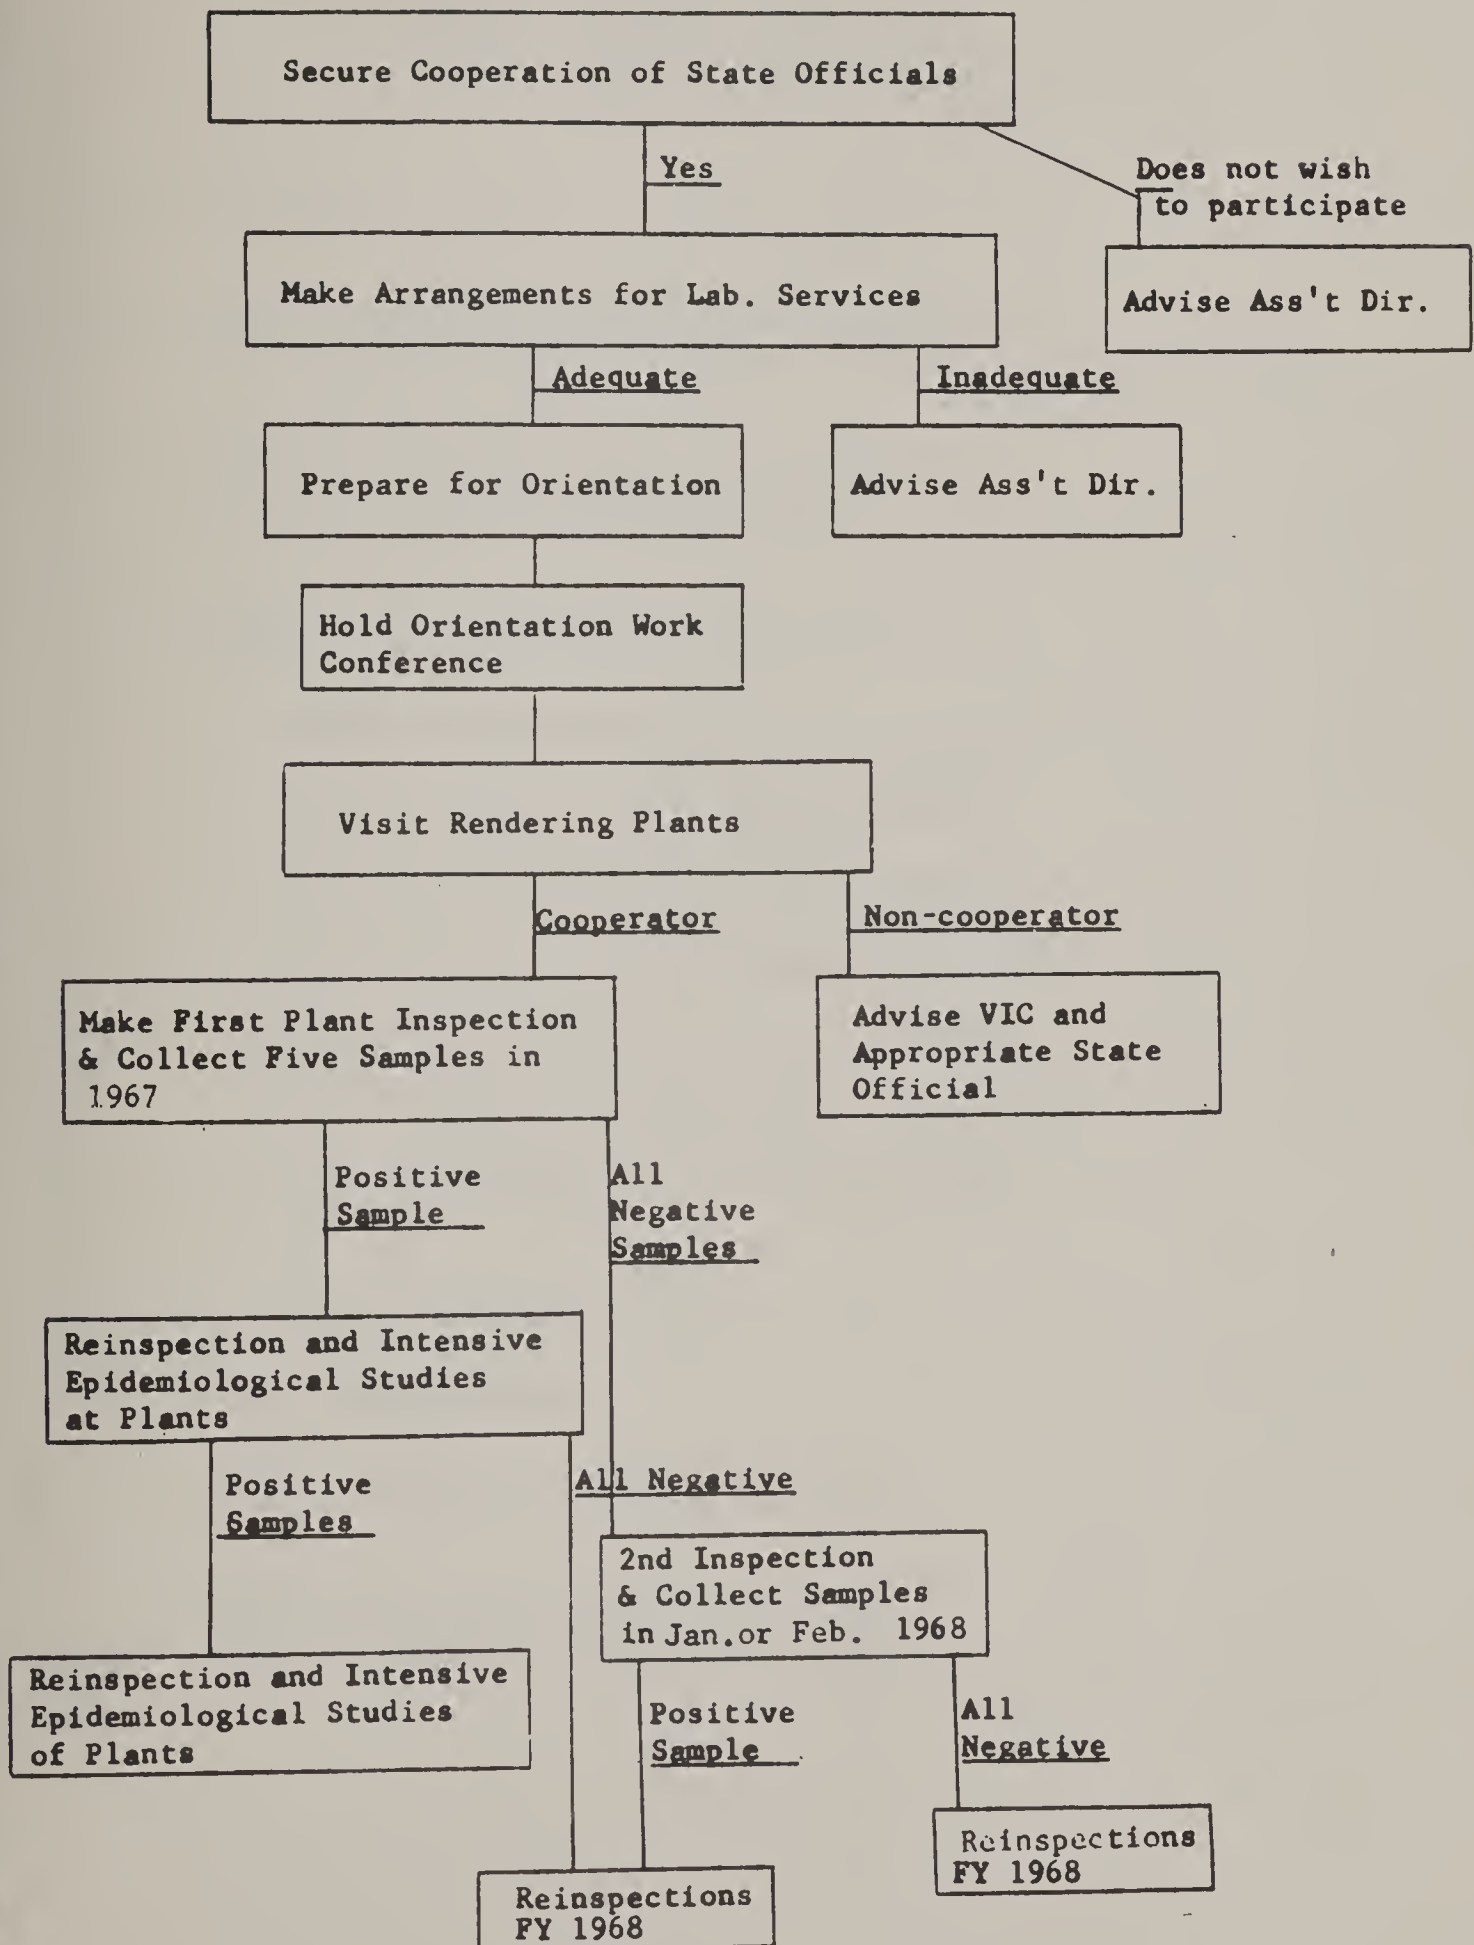 Secure Cooperation of State Officials
Yes
Does not wish
to participate
Make Arrangements for Lab. Services
Advise Ass't Dir.
Adequate
Inadequate
Prepare for Orientation
Advise Ass't Dir.
Hold Orientation Work
Conference
Visit Rendering Plants
Cooperator
Non-cooperator
Make First Plant Inspection
& Collect Five Samples in
1967
Advise VIC and
Appropriate State
Official
Positive
Sample
All
Negative
Samples
Reinspection and Intensive
Epidemiological Studies
at Plants
Positive
Samples
All Negative
2nd Inspection
& Collect Samples
in Jan. or Feb. 1968
Reinspection and Intensive
Epidemiological Studies
of Plants
Positive
Sample
All
Negative
Reinspections
FY 1968
Reinspections
FY 1968